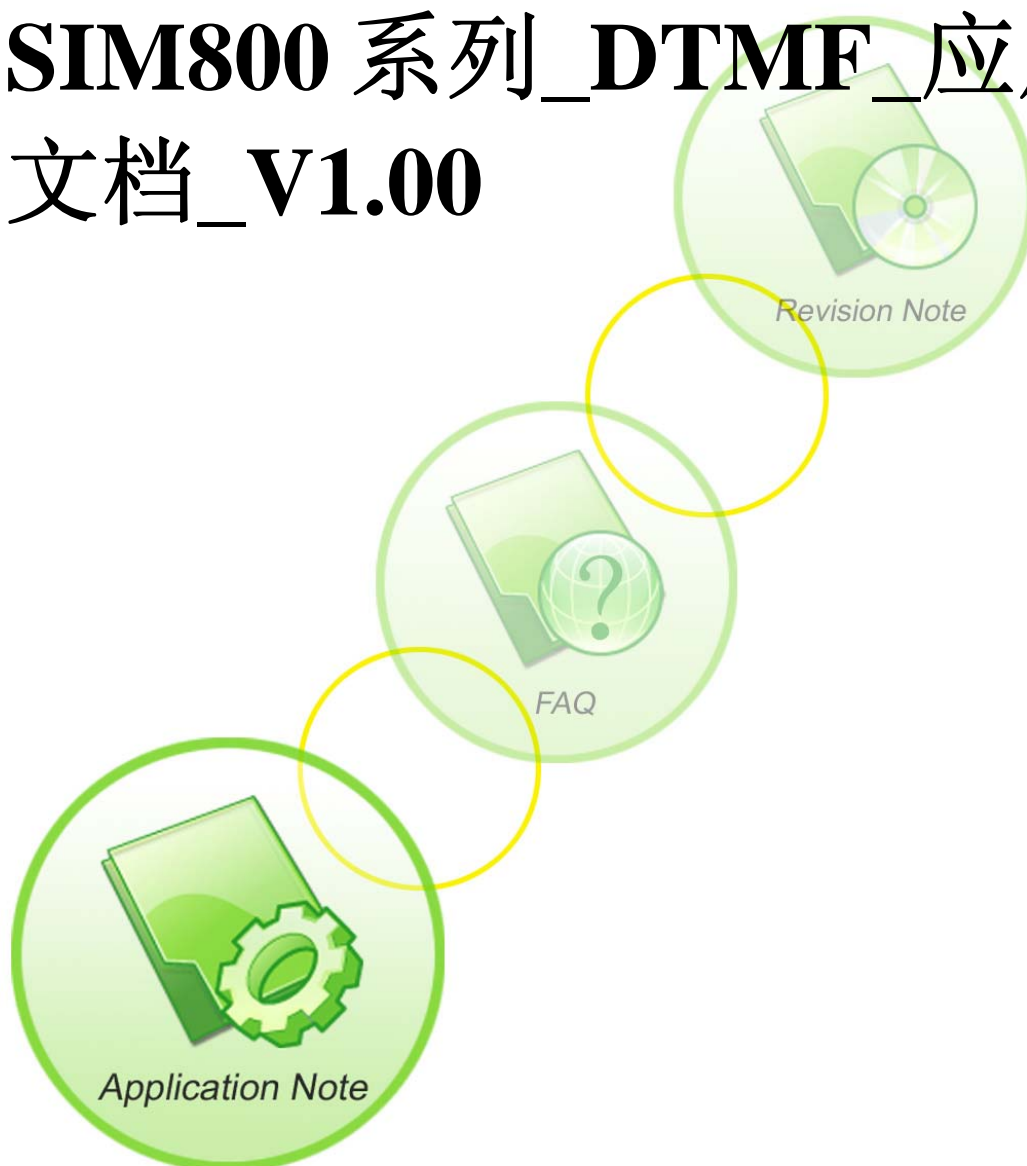 SIM800 系列_DTMF_应
文档_V1.00
Revision Note
?
FAQ
Application Note